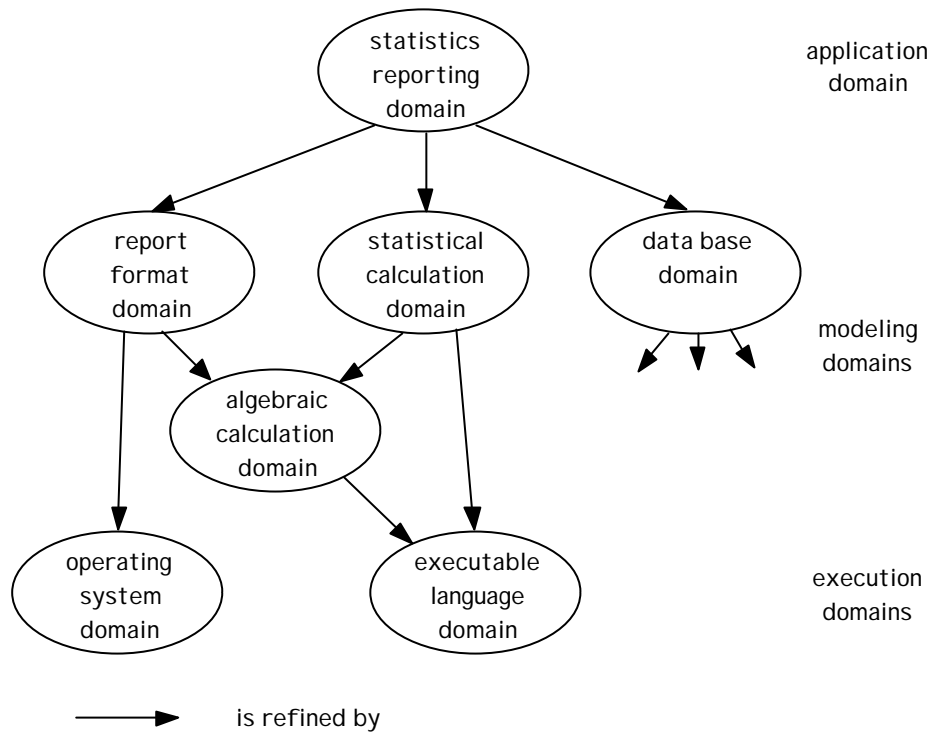 statistics
reporting
domain
application
domain
report
format
domain
statistical
calculation
domain
data base
domain
modeling
domains
algebraic
calculation
domain
operating
system
domain
executable
language
domain
execution
domains
is refined by